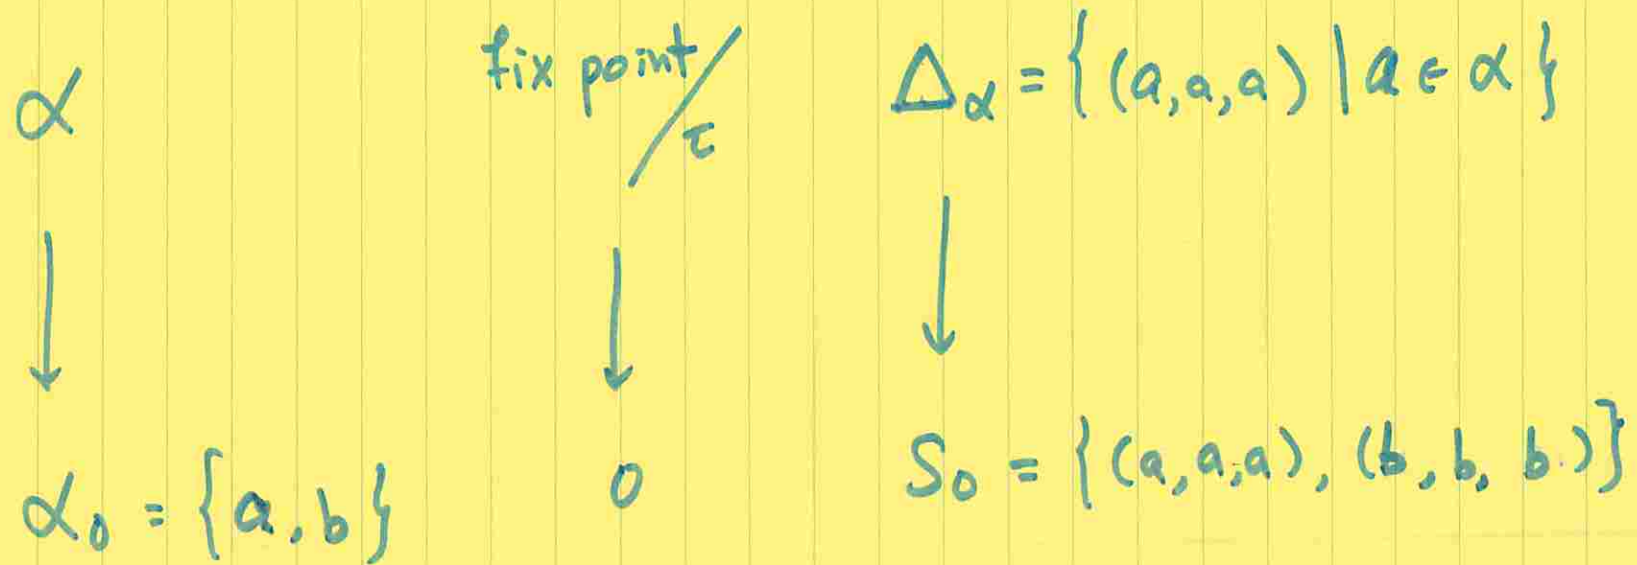 α fix point/τ Δ_α = {(a,a,a) | a ∈ α}
↓ ↓ ↓
α₀ = {a,b} 0 S₀ = {(a,a,a), (b,b,b.)}